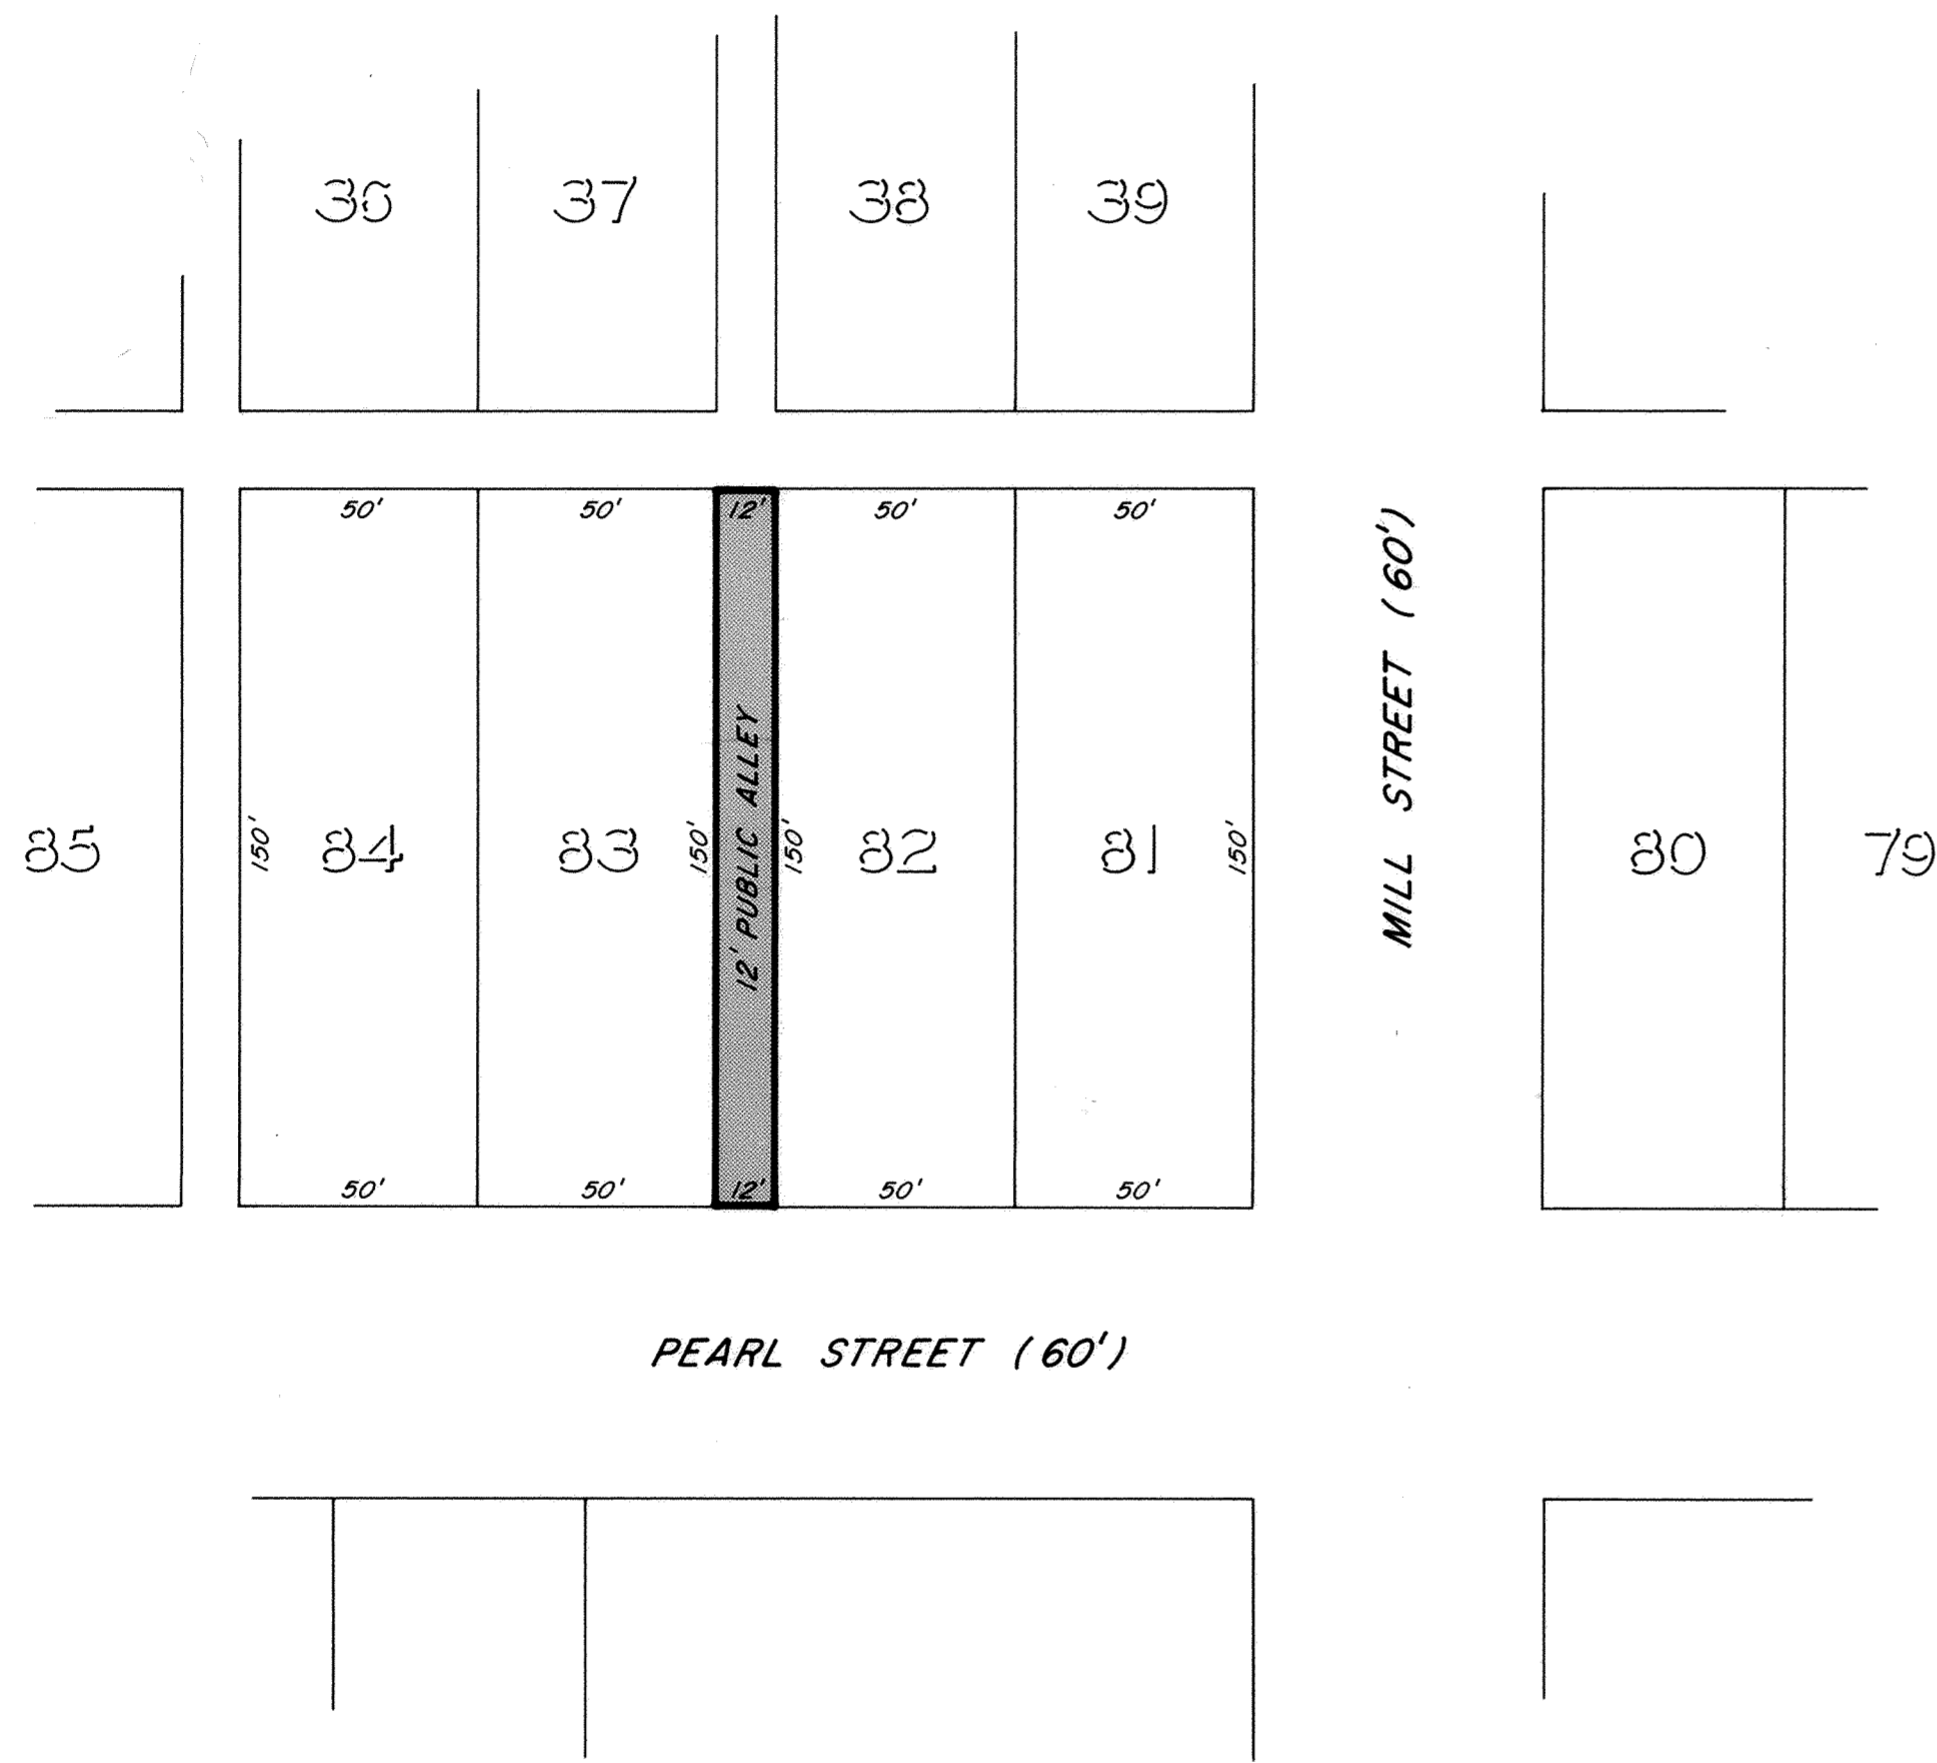 36 37 38 39
50' 50' 12' 50' 50'
MILL STREET (60')
12' PUBLIC ALLEY
85 150' 84 83 150' 150' 82 81 150' 80 79
50' 50' 12' 50' 50'
PEARL STREET (60')